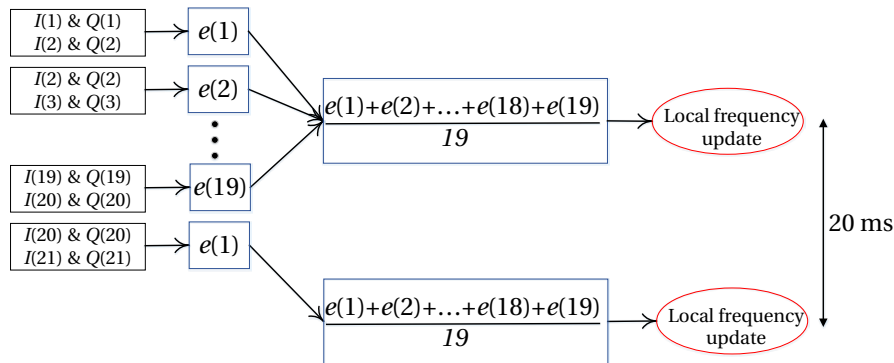 I(1) & Q(1)
I(2) & Q(2)
e(1)
I(2) & Q(2)
I(3) & Q(3)
e(2)
e(1)+e(2)+...+e(18)+e(19)
19
Local frequency
update
I(19) & Q(19)
I(20) & Q(20)
e(19)
20 ms
I(20) & Q(20)
I(21) & Q(21)
e(1)
e(1)+e(2)+...+e(18)+e(19)
19
Local frequency
update